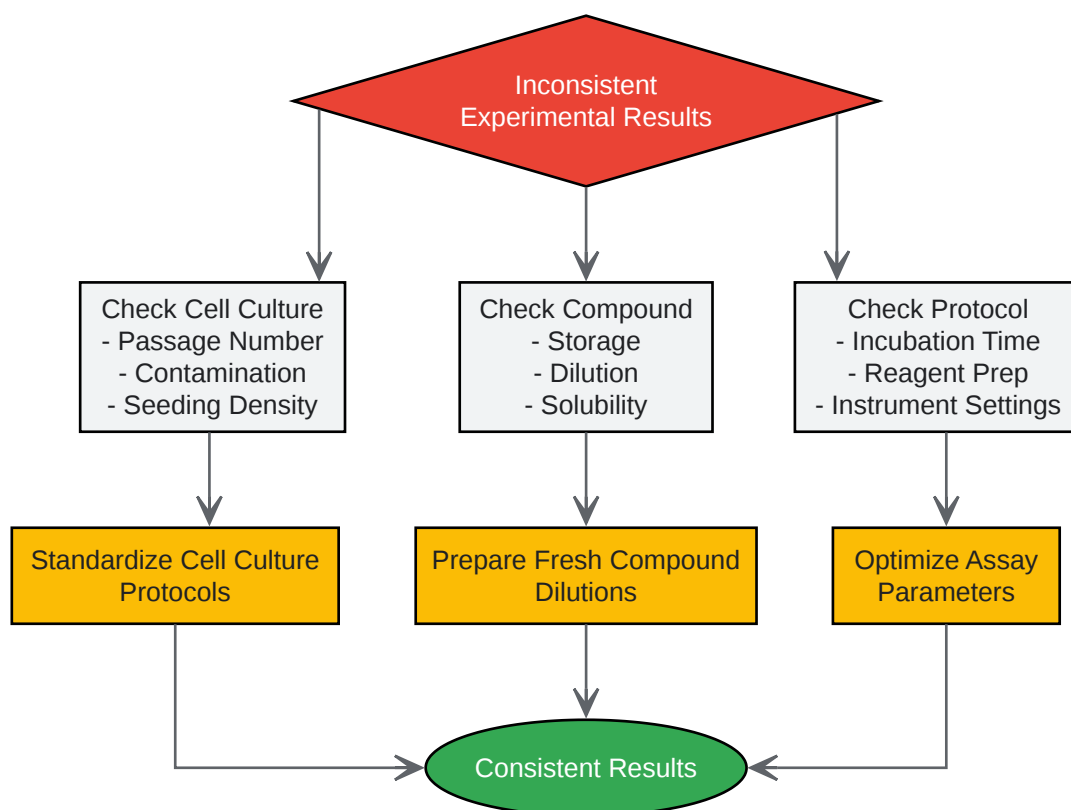 Inconsistent
Experimental Results
Check Cell Culture
- Passage Number
- Contamination
- Seeding Density
Check Compound
- Storage
- Dilution
- Solubility
Check Protocol
- Incubation Time
- Reagent Prep
- Instrument Settings
Standardize Cell Culture
Protocols
Prepare Fresh Compound
Dilutions
Optimize Assay
Parameters
Consistent Results